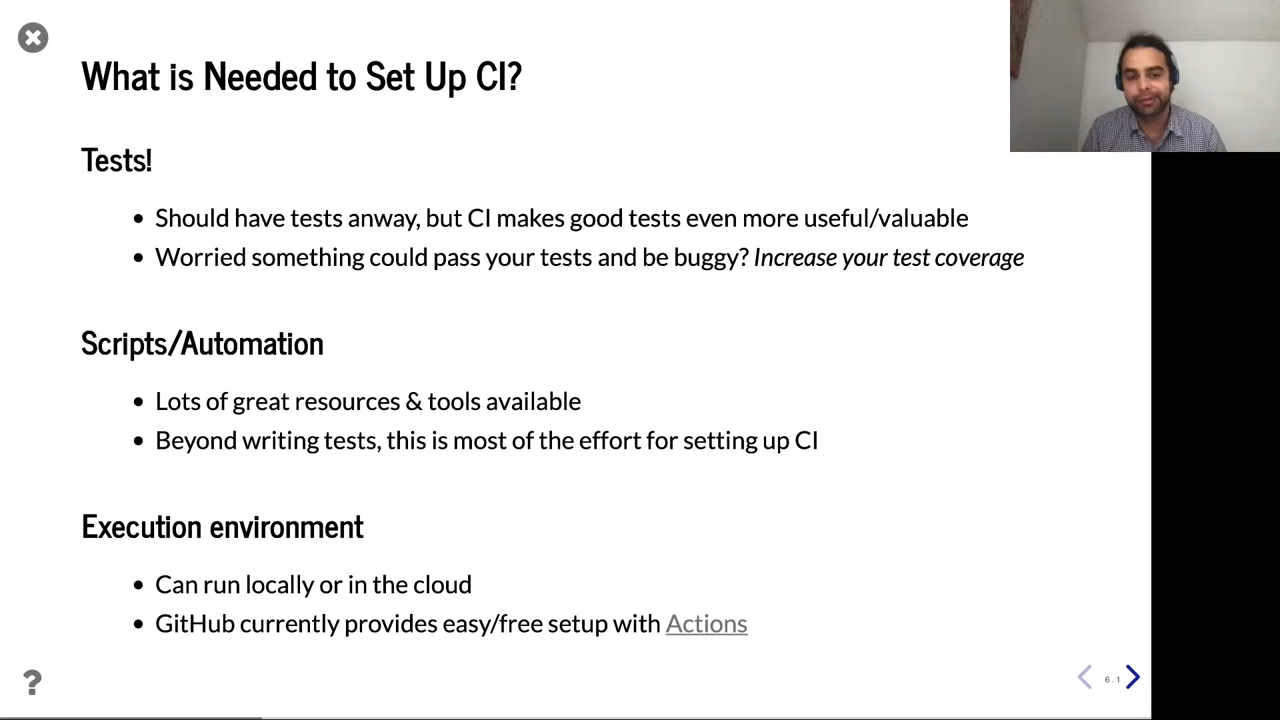 What is Needed to Set Up CI?
Tests!
Should have tests anway, but CI makes good tests even more useful/valuable
Worried something could pass your tests and be buggy? Increase your test coverage
Scripts/Automation
Lots of great resources & tools available
Beyond writing tests, this is most of the effort for setting up CI
Execution environment
Can run locally or in the cloud
GitHub currently provides easy/free setup with Actions
?
6.1